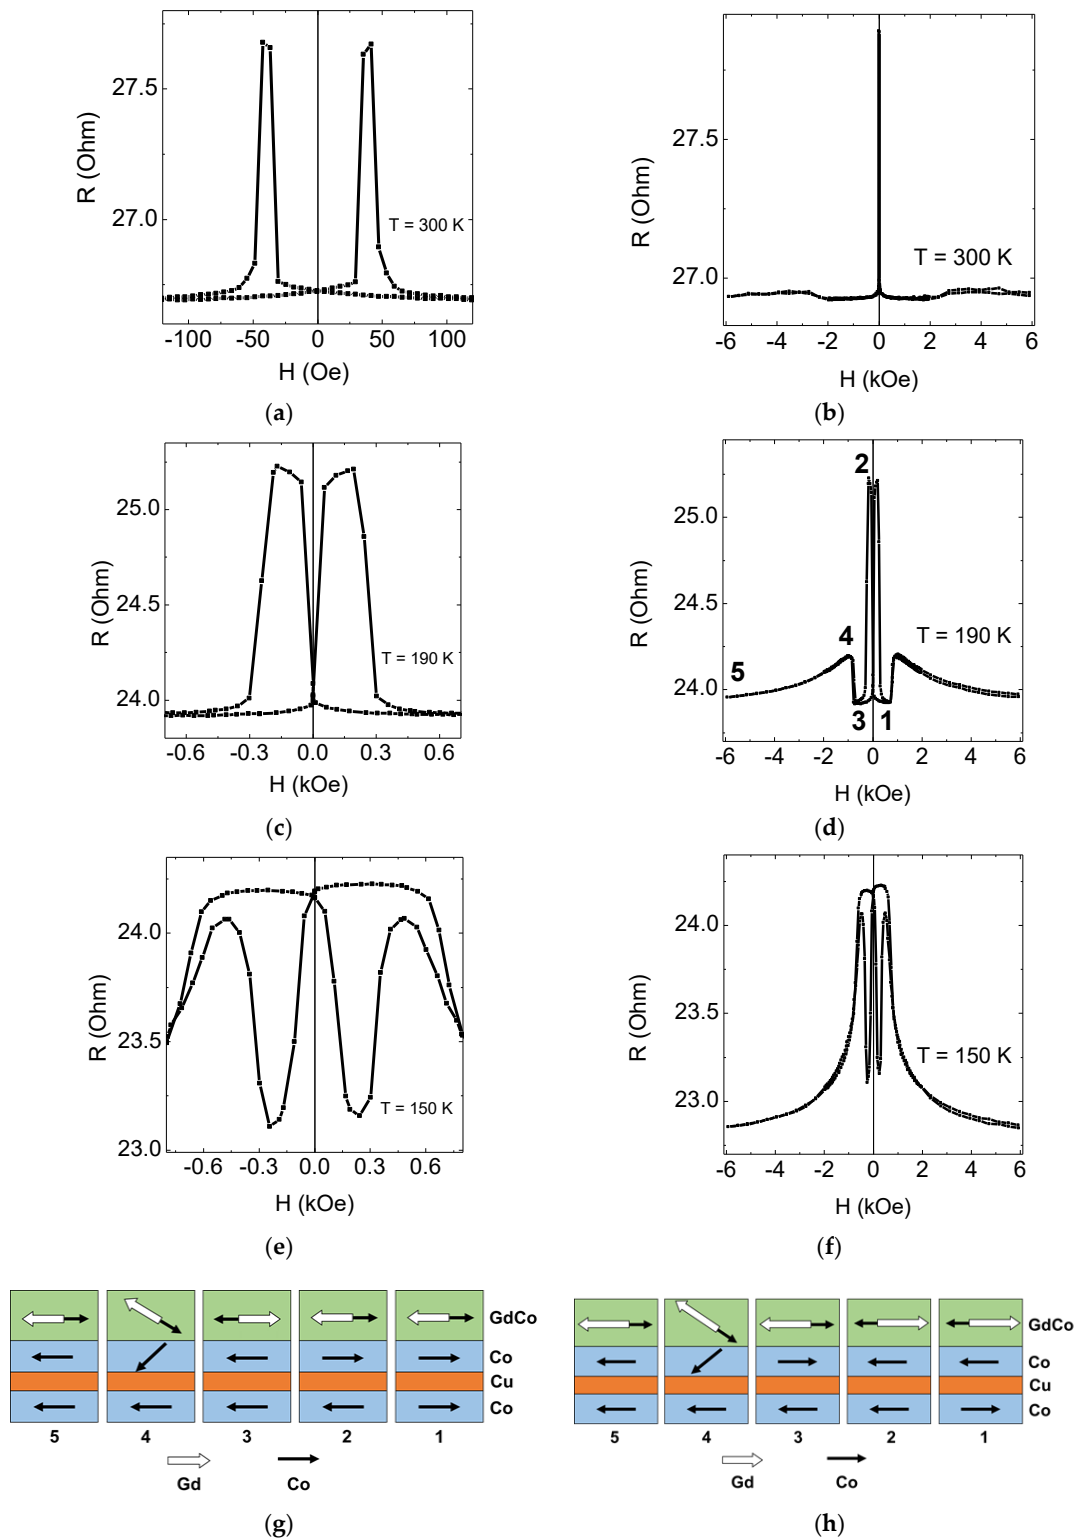 27.5
27.0
R (Ohm)
T = 300 K
-100 -50 0 50 100
H (Oe)
(a)
27.5
27.0
R (Ohm)
T = 300 K
-6 -4 -2 0 2 4 6
H (kOe)
(b)
25.0
24.5
24.0
R (Ohm)
T = 190 K
-0.6 -0.3 0.0 0.3 0.6
H (kOe)
(c)
25.0
24.5
24.0
R (Ohm)
2
4
T = 190 K
5
3 1
-6 -4 -2 0 2 4 6
H (kOe)
(d)
24.0
23.5
23.0
R (Ohm)
T = 150 K
-0.6 -0.3 0.0 0.3 0.6
H (kOe)
(e)
24.0
23.5
23.0
R (Ohm)
T = 150 K
-6 -4 -2 0 2 4 6
H (kOe)
(f)
GdCo
Co
Cu
Co
5 4 3 2 1
Gd Co
(g)
GdCo
Co
Cu
Co
5 4 3 2 1
Gd Co
(h)